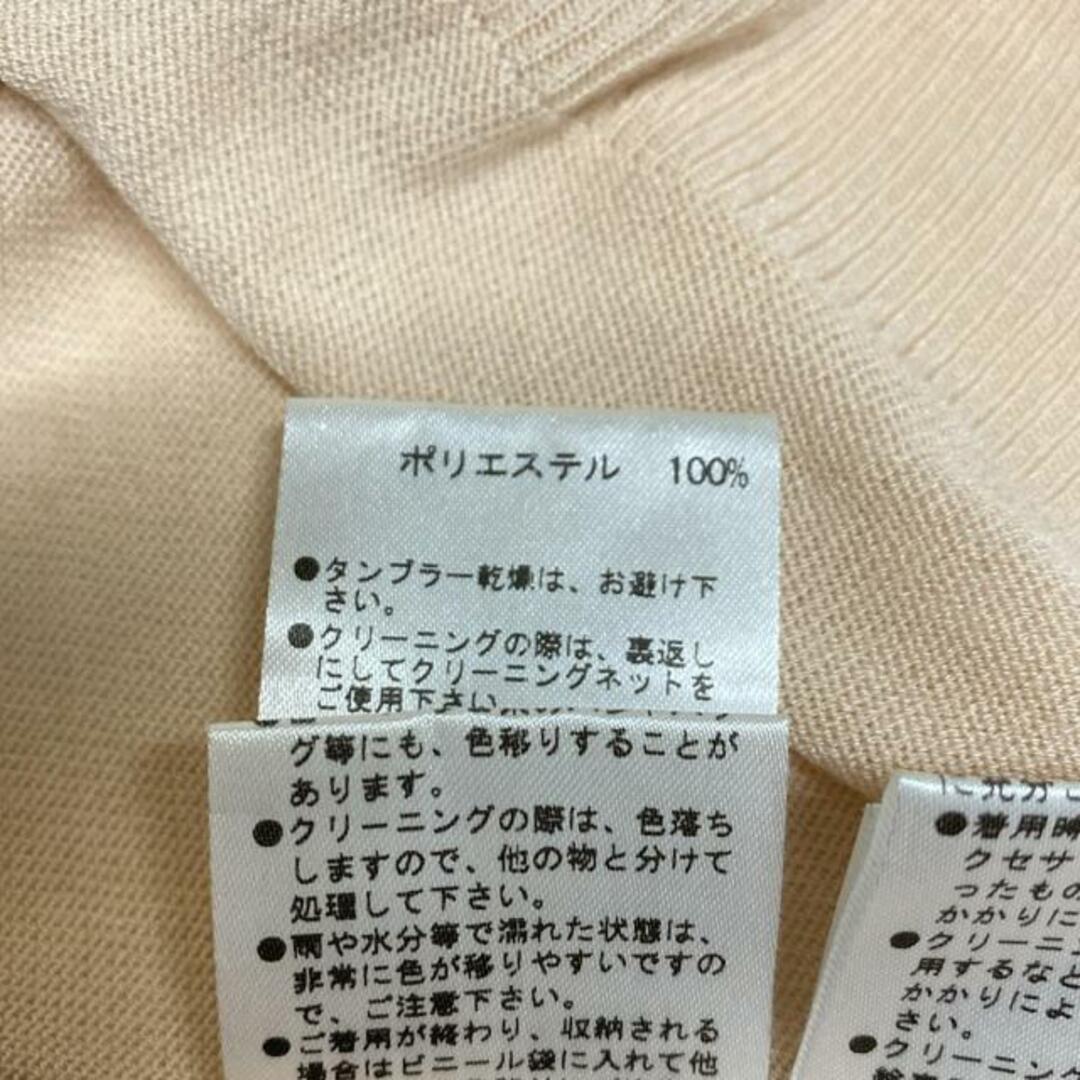 ポリエステル 100%
●タンブラー乾燥は、お避け下
さい。
●クリーニングの際は、裏返し
にしてクリーニングネットを
ご使用下さい。
グ等にも、色移りすることが
あります。
●クリーニングの際は、色落ち
しますので、他の物と分けて
処理して下さい。
●雨や水分等で濡れた状態は、
非常に色が移りやすいですの
で、ご注意下さい。
●ご着用が終わり、収納される
場合はビニール袋に入れて他
に充分
●着用時
クセサ
ったもの
かかりに
●クリーニ
用するなど
かかりによ
さい。
●クリーニング